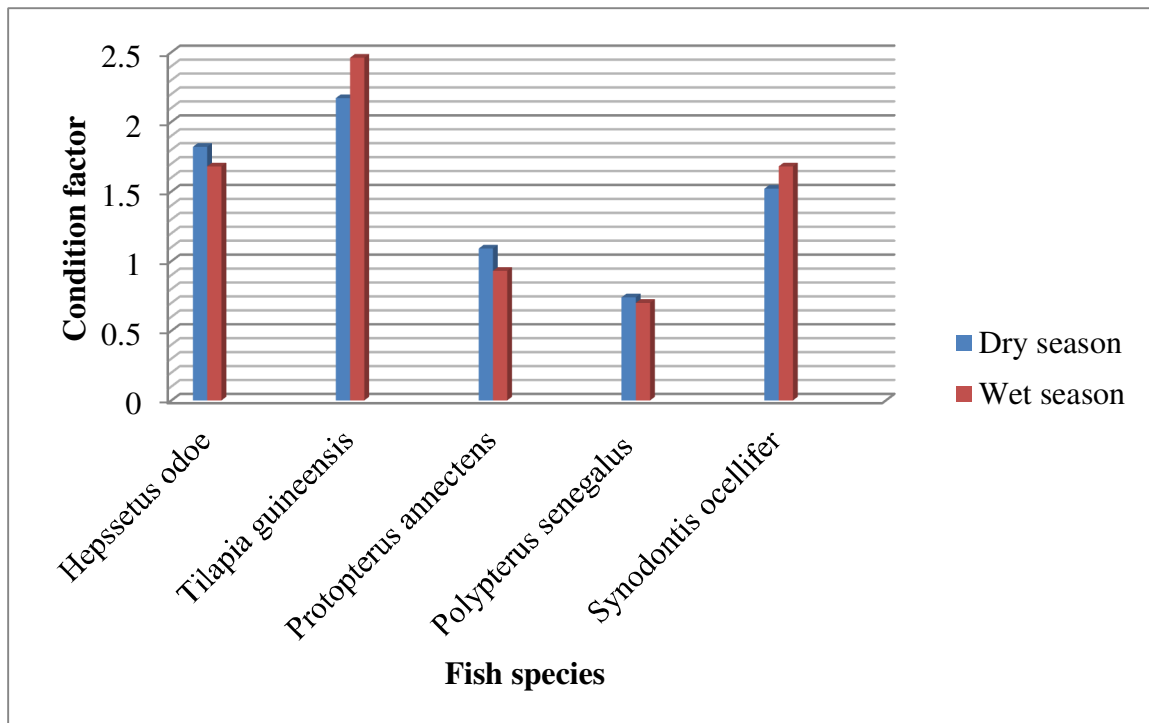 2.5
2
1.5
1
0.5
0
Condition factor
Hepssetus odoe
Tilapia guineensis
Protopterus annectens
Polypterus senegalus
Synodontis ocellifer
Fish species
Dry season
Wet season